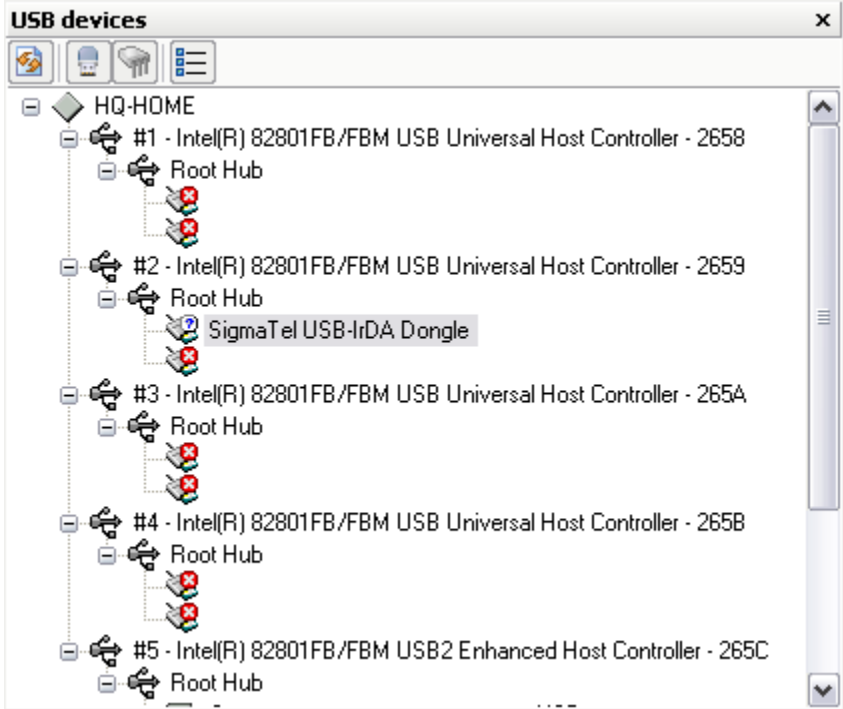 USB devices
HQ-HOME
#1 - Intel(R) 82801FB/FBM USB Universal Host Controller - 2658
Root Hub
#2 - Intel(R) 82801FB/FBM USB Universal Host Controller - 2659
Root Hub
SigmaTel USB-IrDA Dongle
#3 - Intel(R) 82801FB/FBM USB Universal Host Controller - 265A
Root Hub
#4 - Intel(R) 82801FB/FBM USB Universal Host Controller - 265B
Root Hub
#5 - Intel(R) 82801FB/FBM USB2 Enhanced Host Controller - 265C
Root Hub